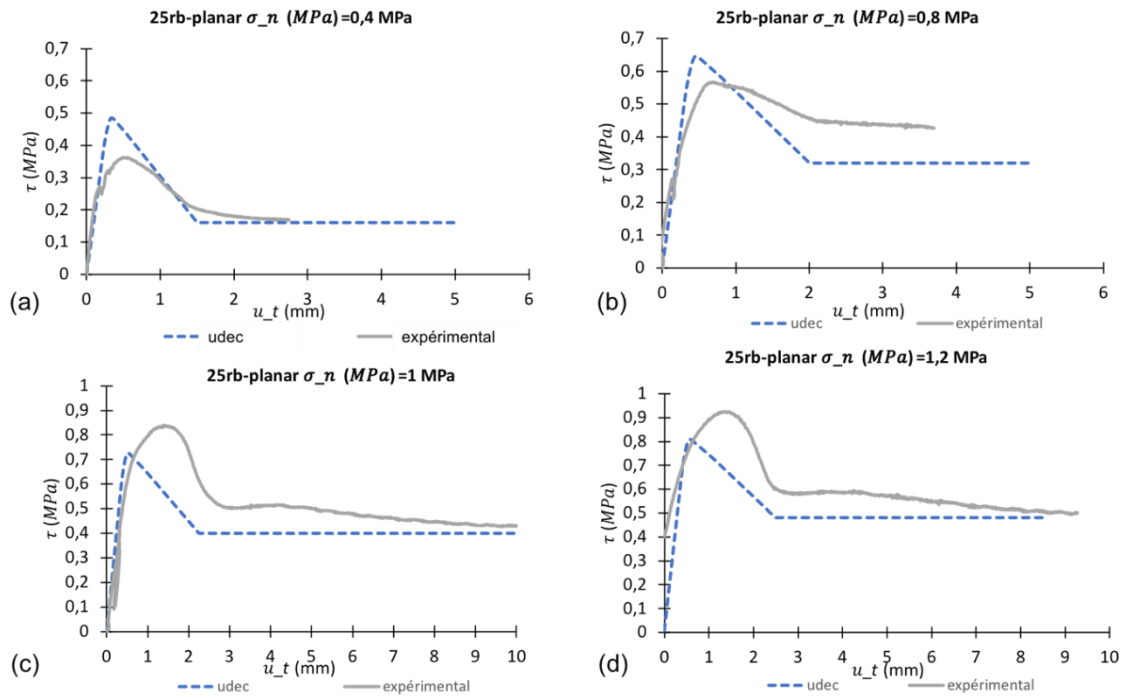 25rb-planar σ_n (MPa)=0,4 MPa
0,7
0,6
0,5
0,4
0,3
0,2
0,1
0
τ (MPa)
0 1 2 3 4 5 6
u_t (mm)
(a)
udec expérimental
25rb-planar σ_n (MPa)=0,8 MPa
0,7
0,6
0,5
0,4
0,3
0,2
0,1
0
τ (MPa)
0 1 2 3 4 5 6
u_t (mm)
(b)
udec expérimental
25rb-planar σ_n (MPa)=1 MPa
1
0,9
0,8
0,7
0,6
0,5
0,4
0,3
0,2
0,1
0
τ (MPa)
0 1 2 3 4 5 6 7 8 9 10
u_t (mm)
(c)
udec expérimental
25rb-planar σ_n (MPa)=1,2 MPa
1
0,9
0,8
0,7
0,6
0,5
0,4
0,3
0,2
0,1
0
τ (MPa)
0 1 2 3 4 5 6 7 8 9 10
u_t (mm)
(d)
udec expérimental